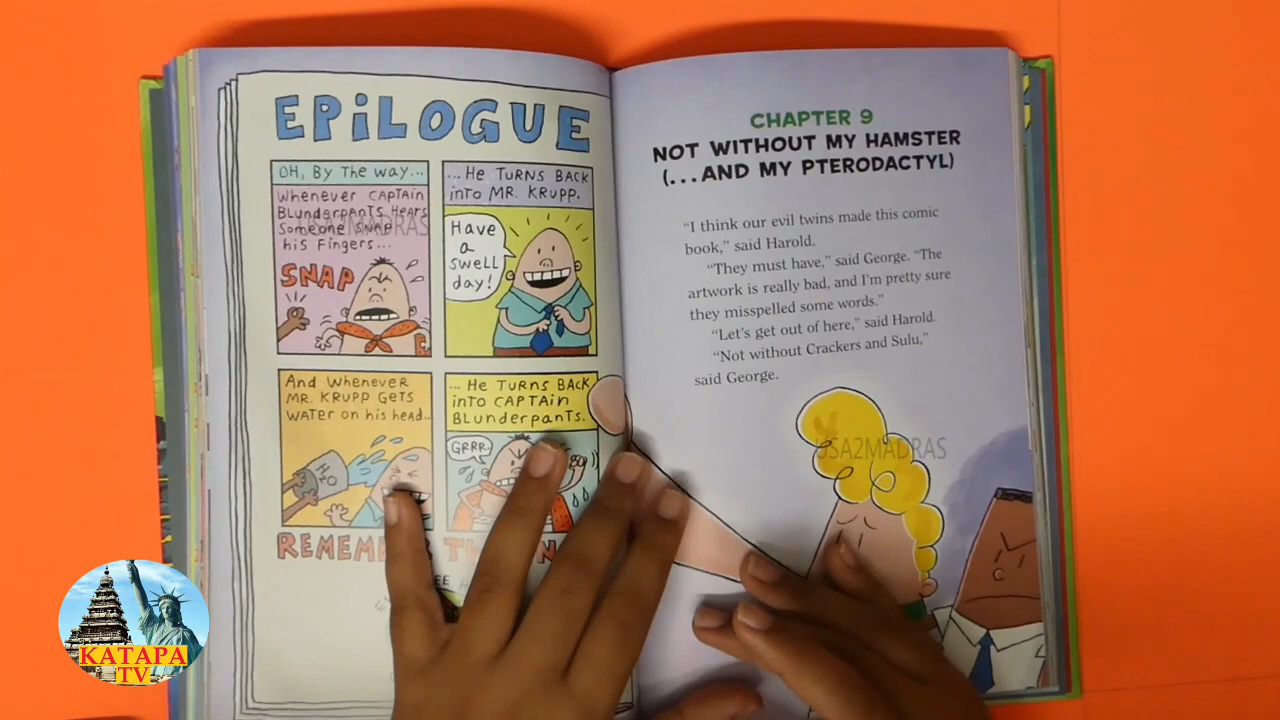 EPiLOGUE
OH, By THe wAy...
WHenever CAPTAin
BLunderpAnTS HeArS
SomeOne SnAP
his Fingers...
SNAP
...He TURNS BACK
into MR. KRUPP.
Have
a
swell
day!
And WHenever
MR. KRUPP GeTS
WATer on his head...
H2O
...He TURNS BACK
into CAPTAin
BLunderpAnTS.
GRRR.
USA2MADRAS
CHAPTER 9
NOT WITHOUT MY HAMSTER
(...AND MY PTERODACTYL)
“I think our evil twins made this comic
book,” said Harold.
“They must have,” said George. “The
artwork is really bad, and I’m pretty sure
they misspelled some words.”
“Let’s get out of here,” said Harold.
“Not without Crackers and Sulu,”
said George.
USA2MADRAS
KATAPA
TV